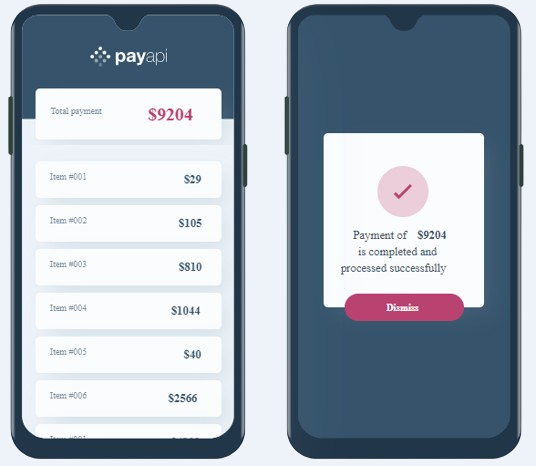 payapi
Total payment $9204
Item #001 $29
Item #002 $105
Item #003 $810
Item #004 $1044
Item #005 $40
Item #006 $2566
Payment of $9204
is completed and
processed successfully
Dismiss